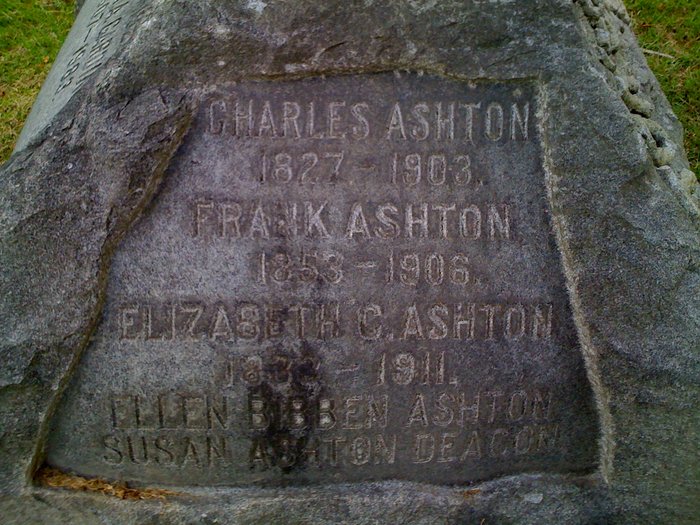 CHARLES ASHTON
1827 - 1903.
FRANK ASHTON
1853 - 1906.
ELIZABETH C. ASHTON
- 1911.
ELLEN BIBBEN ASHTON
SUSAN ASHTON DEACON